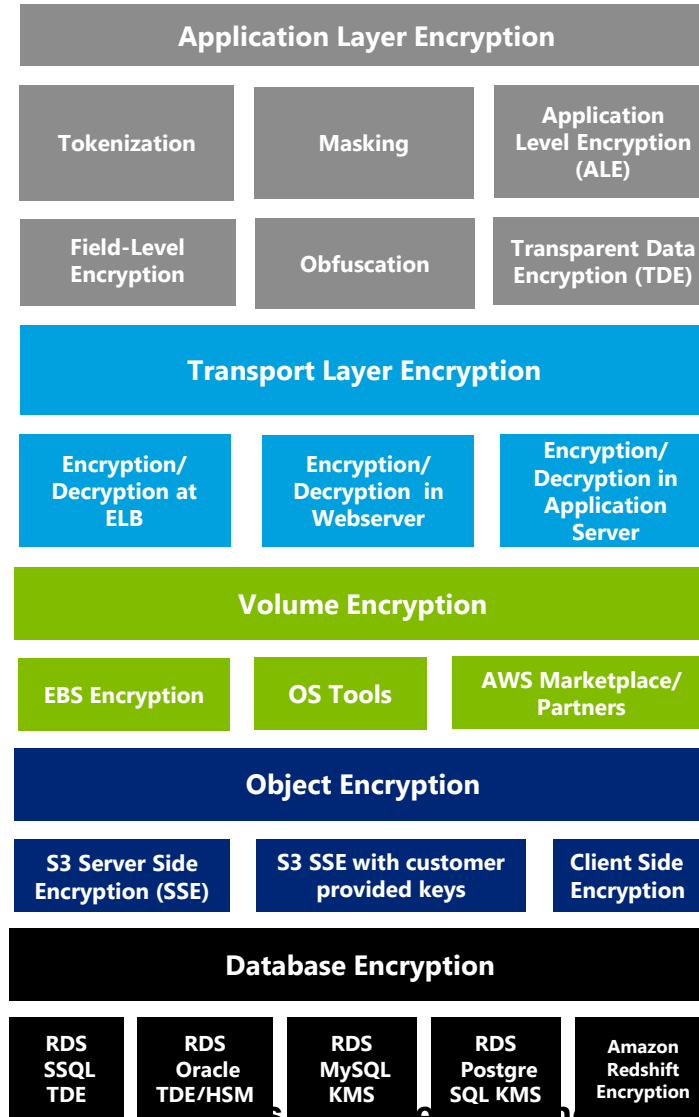 Application Layer Encryption
Tokenization
Masking
Application
Level Encryption
(ALE)
Field-Level
Encryption
Obfuscation
Transparent Data
Encryption (TDE)
Transport Layer Encryption
Encryption/
Decryption at
ELB
Encryption/
Decryption in
Webserver
Encryption/
Decryption in
Application
Server
Volume Encryption
EBS Encryption
OS Tools
AWS Marketplace/
Partners
Object Encryption
S3 Server Side
Encryption (SSE)
S3 SSE with customer
provided keys
Client Side
Encryption
Database Encryption
RDS
SSQL
TDE
RDS
Oracle
TDE/HSM
RDS
MySQL
KMS
RDS
Postgre
SQL KMS
Amazon
Redshift
Encryption